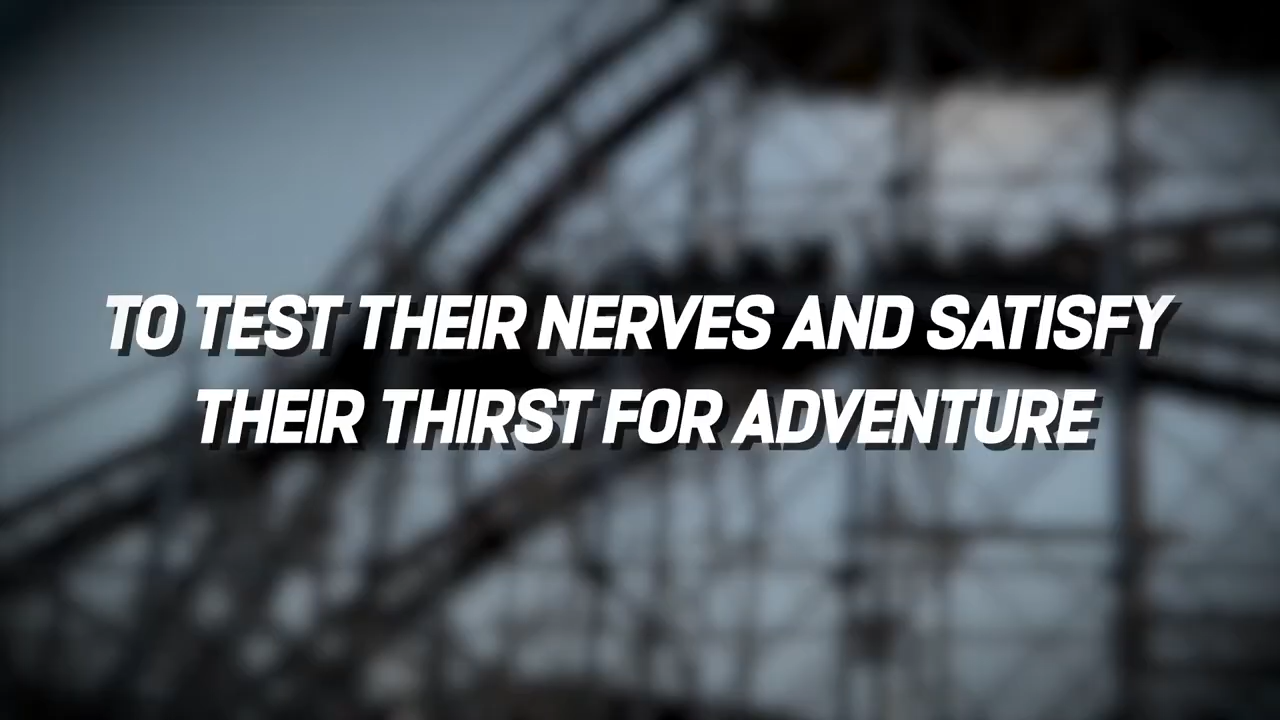 TO TEST THEIR NERVES AND SATISFY
THEIR THIRST FOR ADVENTURE